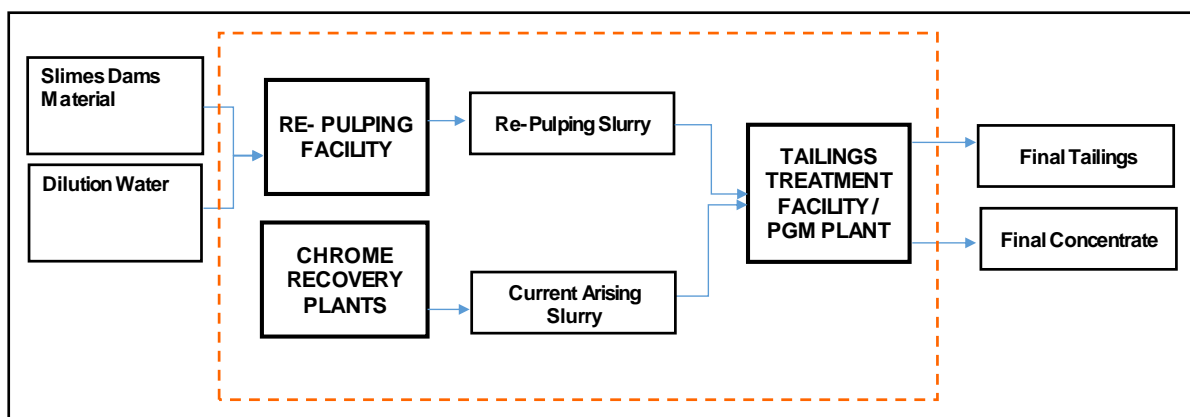 Slimes Dams
Material
Dilution Water
RE- PULPING
FACILITY
CHROME
RECOVERY
PLANTS
Re-Pulping Slurry
Current Arising
Slurry
TAILINGS
TREATMENT
FACILITY /
PGM PLANT
Final Tailings
Final Concentrate